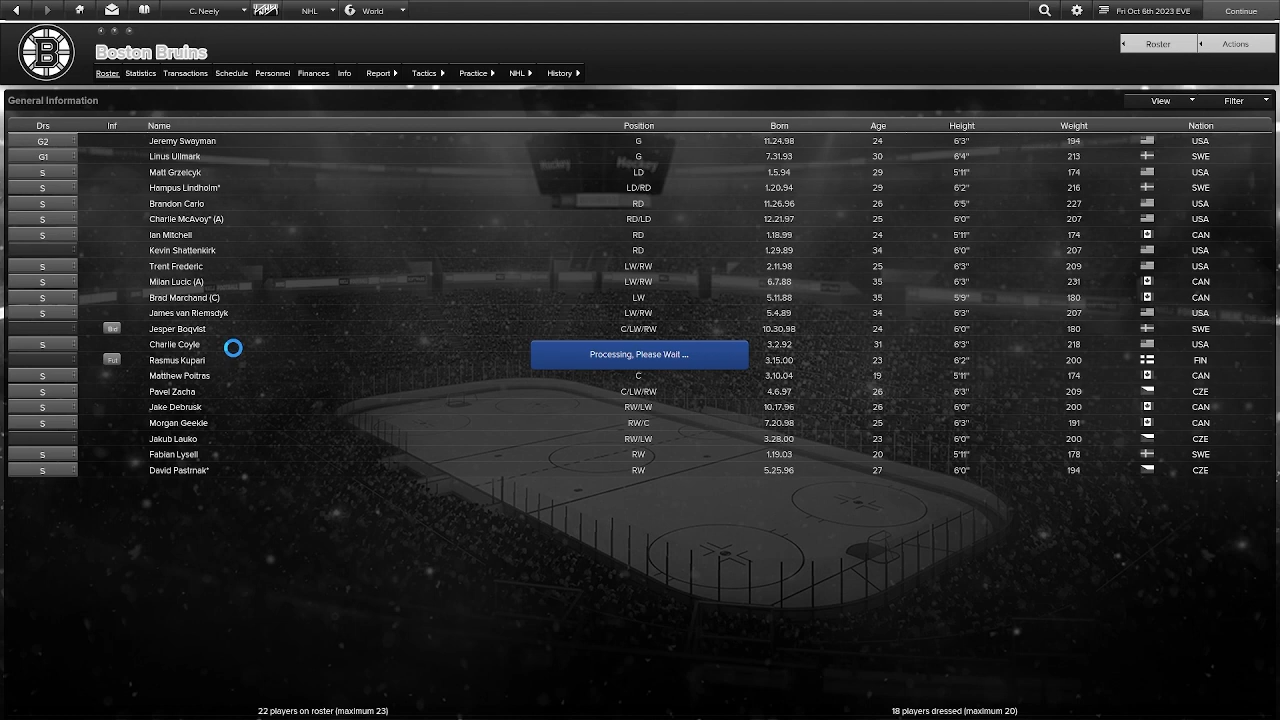 C. Neely NHL World Fri Oct 6th 2023 EVE Continue
Boston Bruins
Roster Actions
Roster Statistics Transactions Schedule Personnel Finances Info Report Tactics Practice NHL History
General Information View Filter
Drs Inf Name Position Born Age Height Weight Nation
G2 Jeremy Swayman G 11.24.98 24 6'3" 194 USA
G1 Linus Ullmark G 7.31.93 30 6'4" 213 SWE
S Matt Grzelcyk LD 1.5.94 29 5'11" 174 USA
S Hampus Lindholm* LD/RD 1.20.94 29 6'2" 216 SWE
S Brandon Carlo RD 11.26.96 26 6'5" 227 USA
S Charlie McAvoy* (A) RD/LD 12.21.97 25 6'0" 207 USA
S Ian Mitchell RD 1.18.99 24 5'11" 174 CAN
Kevin Shattenkirk RD 1.29.89 34 6'0" 207 USA
S Trent Frederic LW/RW 2.11.98 25 6'3" 209 USA
S Milan Lucic (A) LW/RW 6.7.88 35 6'3" 231 CAN
S Brad Marchand (C) LW 5.11.88 35 5'9" 180 CAN
S James van Riemsdyk LW/RW 5.4.89 34 6'3" 207 USA
Bid Jesper Boqvist C/LW/RW 10.30.98 24 6'0" 180 SWE
S Charlie Coyle 3.2.92 31 6'3" 218 USA
Processing, Please Wait ...
Fut Rasmus Kupari 3.15.00 23 6'2" 200 FIN
S Matthew Poitras C 3.10.04 19 5'11" 174 CAN
S Pavel Zacha C/LW/RW 4.6.97 26 6'3" 209 CZE
S Jake Debrusk RW/LW 10.17.96 26 6'0" 200 CAN
S Morgan Geekie RW/C 7.20.98 25 6'3" 191 CAN
Jakub Lauko RW/LW 3.28.00 23 6'0" 200 CZE
S Fabian Lysell RW 1.19.03 20 5'11" 178 SWE
S David Pastrnak* RW 5.25.96 27 6'0" 194 CZE
22 players on roster (maximum 23) 18 players dressed (maximum 20)